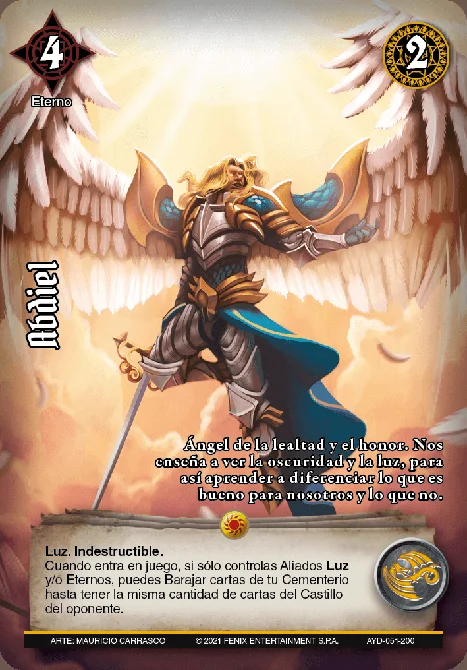 4
2
Eterno
Abdiel
Ángel de la lealtad y el honor. Nos
enseña a ver la oscuridad y la luz, para
así aprender a diferenciar lo que es
bueno para nosotros y lo que no.
Luz. Indestructible.
Cuando entra en juego, si sólo controlas Aliados Luz
y/ó Eternos, puedes Barajar cartas de tu Cementerio
hasta tener la misma cantidad de cartas del Castillo
del oponente.
ARTE: MAURICIO CARRASCO © 2021 FENIX ENTERTAINMENT S.P.A. AYD-051-200